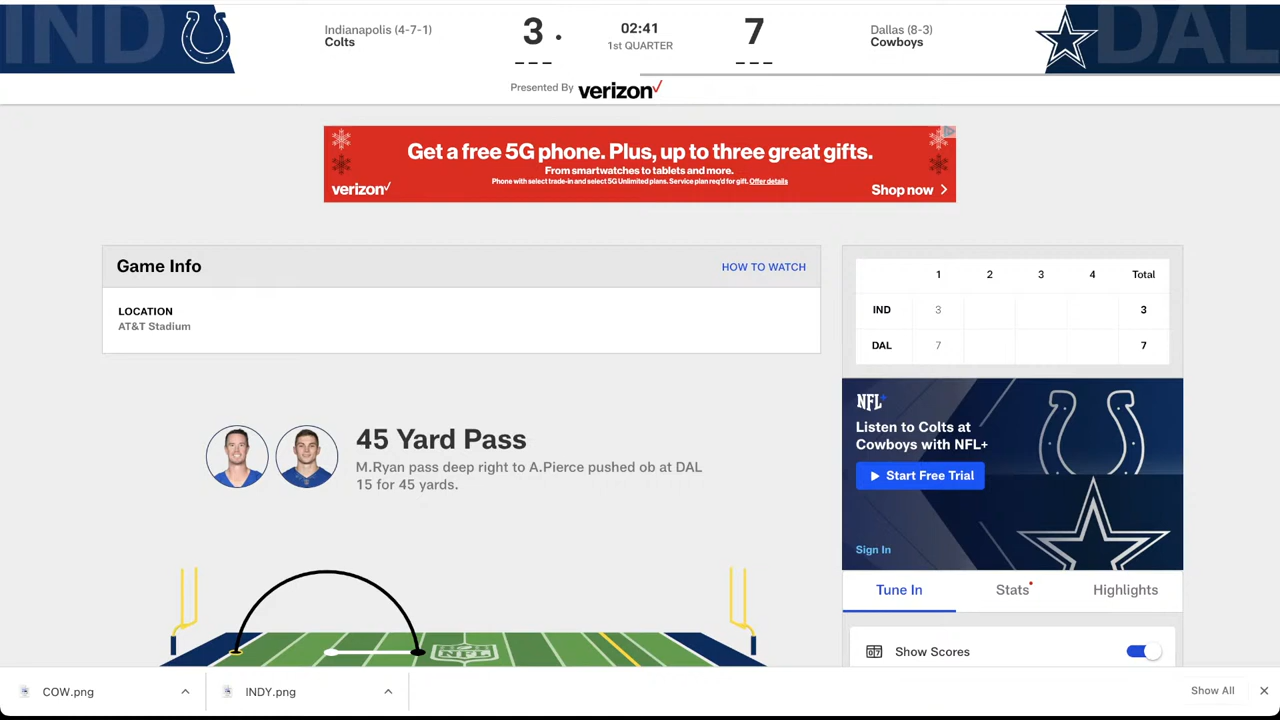 IND
Indianapolis (4-7-1)
Colts
3
02:41
1st QUARTER
7
Dallas (8-3)
Cowboys
DAL
Presented By verizon
Get a free 5G phone. Plus, up to three great gifts.
From smartwatches to tablets and more.
Phone with select trade-in and select 5G Unlimited plans. Service plan req'd for gift. Offer details
verizon
Shop now
Game Info
HOW TO WATCH
LOCATION
AT&T Stadium
1 2 3 4 Total
IND 3 3
DAL 7 7
45 Yard Pass
M.Ryan pass deep right to A.Pierce pushed ob at DAL
15 for 45 yards.
NFL
NFL+
Listen to Colts at
Cowboys with NFL+
Start Free Trial
Sign In
Tune In
Stats
Highlights
Show Scores
COW.png
INDY.png
Show All